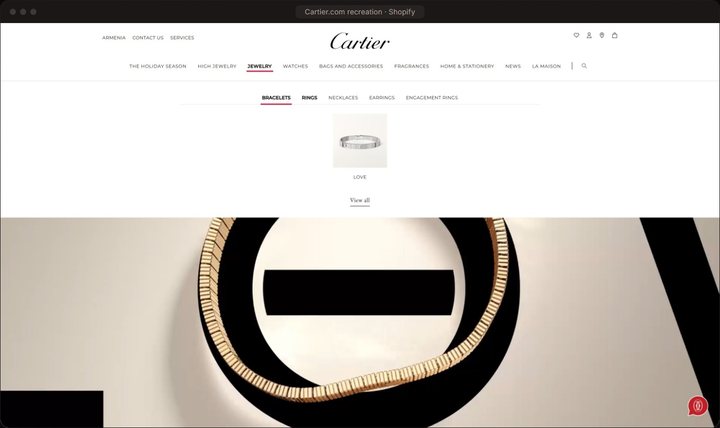 Cartier.com recreation · Shopify
ARMENIA CONTACT US SERVICES
Cartier
THE HOLIDAY SEASON HIGH JEWELRY JEWELRY WATCHES BAGS AND ACCESSORIES FRAGRANCES HOME & STATIONERY NEWS LA MAISON
BRACELETS RINGS NECKLACES EARRINGS ENGAGEMENT RINGS
LOVE
View all